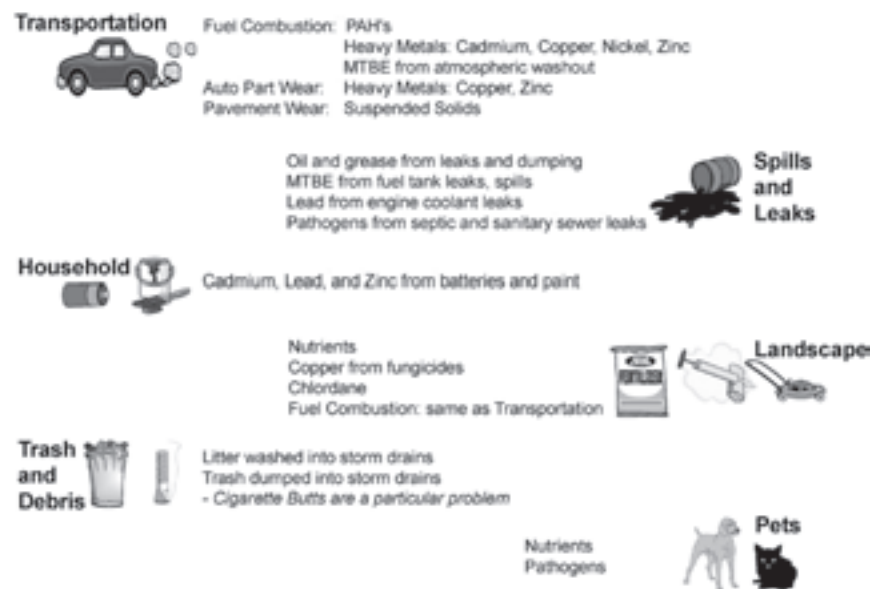 Transportation
Fuel Combustion: PAH's
Heavy Metals: Cadmium, Copper, Nickel, Zinc
MTBE from atmospheric washout
Auto Part Wear: Heavy Metals: Copper, Zinc
Pavement Wear: Suspended Solids
Oil and grease from leaks and dumping
MTBE from fuel tank leaks, spills
Lead from engine coolant leaks
Pathogens from septic and sanitary sewer leaks
Spills
and
Leaks
Household
Cadmium, Lead, and Zinc from batteries and paint
Nutrients
Copper from fungicides
Chlordane
Fuel Combustion: same as Transportation
FERTILIZER
Landscape
Trash
and
Debris
Litter washed into storm drains
Trash dumped into storm drains
- Cigarette Butts are a particular problem
Nutrients
Pathogens
Pets